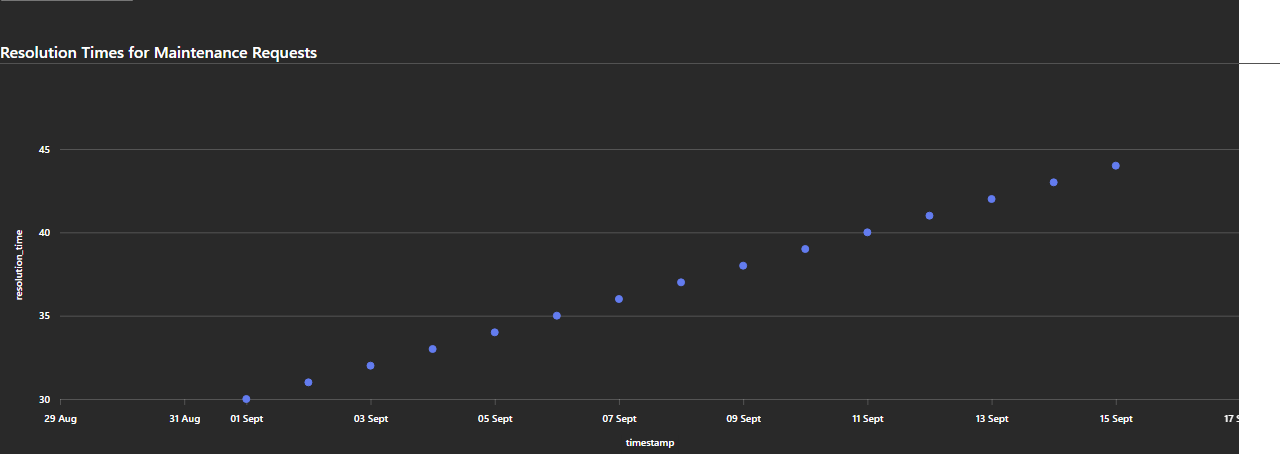 Resolution Times for Maintenance Requests
45
40
35
30
resolution_time
29 Aug 31 Aug 01 Sept 03 Sept 05 Sept 07 Sept 09 Sept 11 Sept 13 Sept 15 Sept 17
timestamp